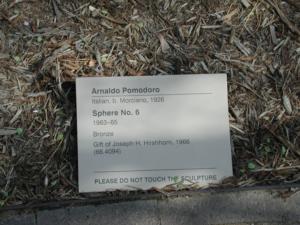 Arnaldo Pomodoro
Italian, b. Morciano, 1926
Sphere No. 6
1963-65
Bronze
Gift of Joseph H. Hirshhorn, 1966
(66.4094)
PLEASE DO NOT TOUCH THE SCULPTURE